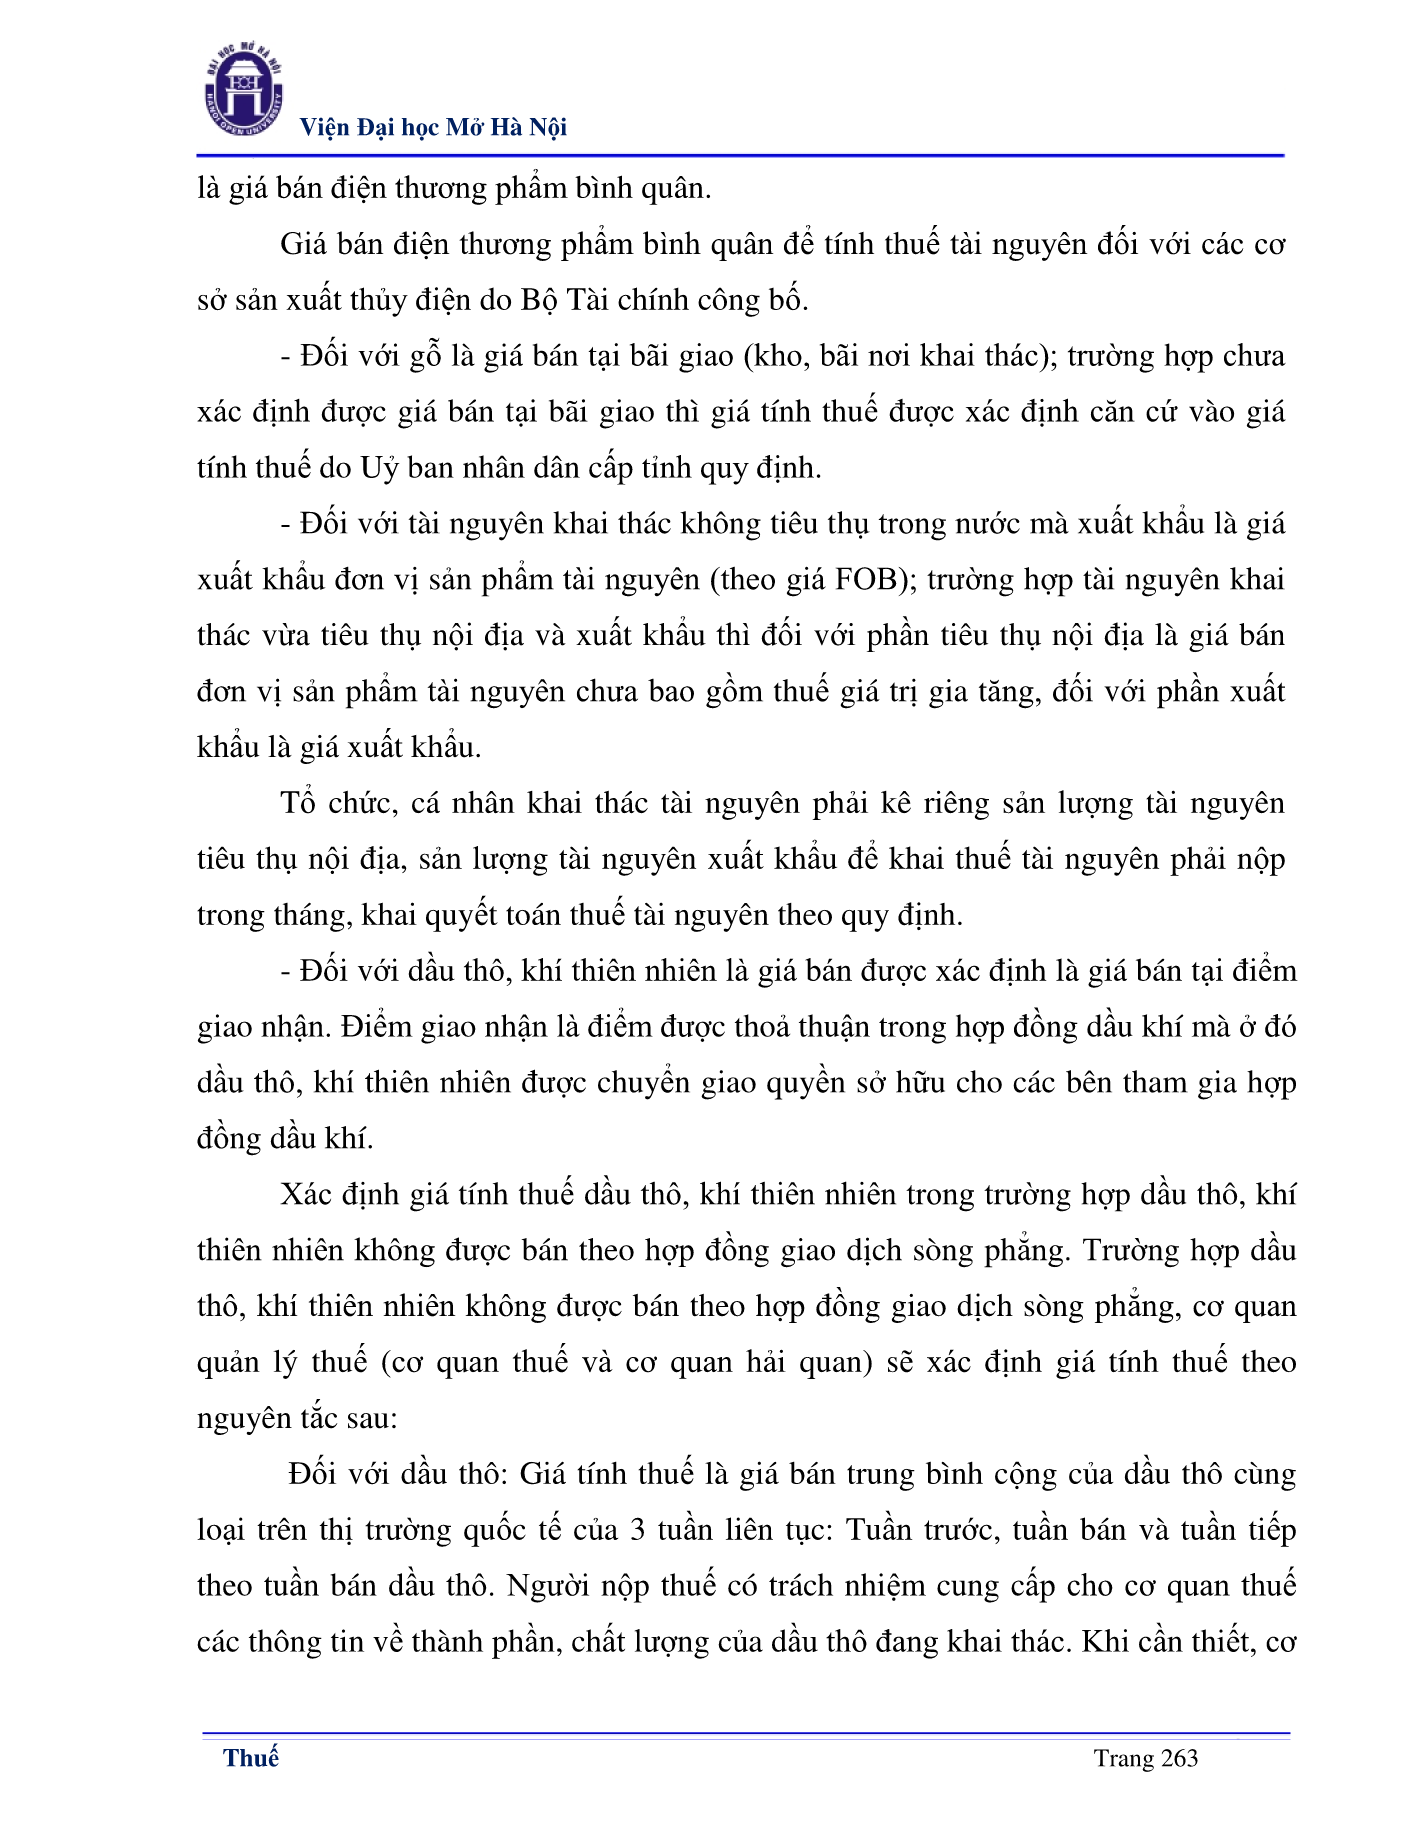 ĐẠI HỌC MỞ HÀ NỘI
HANOI OPEN UNIVERSITY
Viện Đại học Mở Hà Nội
là giá bán điện thương phẩm bình quân.
Giá bán điện thương phẩm bình quân để tính thuế tài nguyên đối với các cơ
sở sản xuất thủy điện do Bộ Tài chính công bố.
- Đối với gỗ là giá bán tại bãi giao (kho, bãi nơi khai thác); trường hợp chưa
xác định được giá bán tại bãi giao thì giá tính thuế được xác định căn cứ vào giá
tính thuế do Uỷ ban nhân dân cấp tỉnh quy định.
- Đối với tài nguyên khai thác không tiêu thụ trong nước mà xuất khẩu là giá
xuất khẩu đơn vị sản phẩm tài nguyên (theo giá FOB); trường hợp tài nguyên khai
thác vừa tiêu thụ nội địa và xuất khẩu thì đối với phần tiêu thụ nội địa là giá bán
đơn vị sản phẩm tài nguyên chưa bao gồm thuế giá trị gia tăng, đối với phần xuất
khẩu là giá xuất khẩu.
Tổ chức, cá nhân khai thác tài nguyên phải kê riêng sản lượng tài nguyên
tiêu thụ nội địa, sản lượng tài nguyên xuất khẩu để khai thuế tài nguyên phải nộp
trong tháng, khai quyết toán thuế tài nguyên theo quy định.
- Đối với dầu thô, khí thiên nhiên là giá bán được xác định là giá bán tại điểm
giao nhận. Điểm giao nhận là điểm được thoả thuận trong hợp đồng dầu khí mà ở đó
dầu thô, khí thiên nhiên được chuyển giao quyền sở hữu cho các bên tham gia hợp
đồng dầu khí.
Xác định giá tính thuế dầu thô, khí thiên nhiên trong trường hợp dầu thô, khí
thiên nhiên không được bán theo hợp đồng giao dịch sòng phẳng. Trường hợp dầu
thô, khí thiên nhiên không được bán theo hợp đồng giao dịch sòng phẳng, cơ quan
quản lý thuế (cơ quan thuế và cơ quan hải quan) sẽ xác định giá tính thuế theo
nguyên tắc sau:
Đối với dầu thô: Giá tính thuế là giá bán trung bình cộng của dầu thô cùng
loại trên thị trường quốc tế của 3 tuần liên tục: Tuần trước, tuần bán và tuần tiếp
theo tuần bán dầu thô. Người nộp thuế có trách nhiệm cung cấp cho cơ quan thuế
các thông tin về thành phần, chất lượng của dầu thô đang khai thác. Khi cần thiết, cơ
Thuế
Trang 263